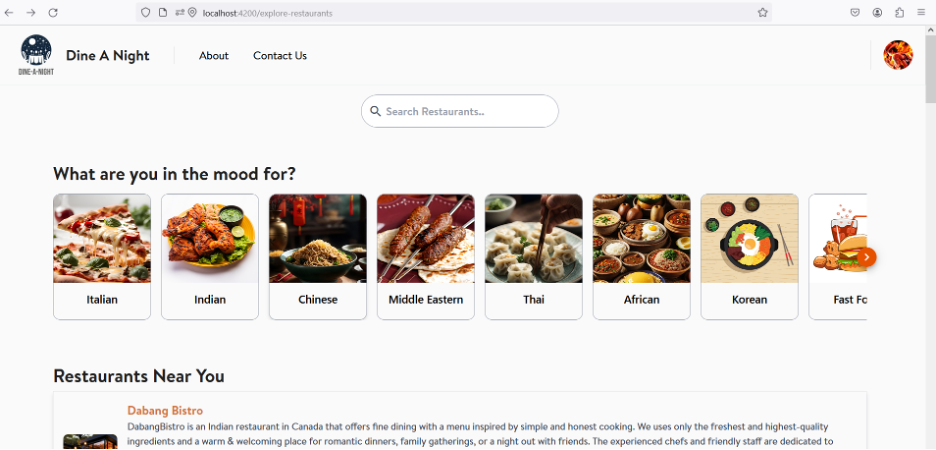 localhost:4200/explore-restaurants
DINE-A-NIGHT
Dine A Night
About
Contact Us
Search Restaurants..
What are you in the mood for?
Italian
Indian
Chinese
Middle Eastern
Thai
African
Korean
Fast Fo
Restaurants Near You
Dabang Bistro
DabangBistro is an Indian restaurant in Canada that offers fine dining with a menu inspired by simple and honest cooking. We uses only the freshest and highest-quality
ingredients and a warm & welcoming place for romantic dinners, family gatherings, or a night out with friends. The experienced chefs and friendly staff are dedicated to